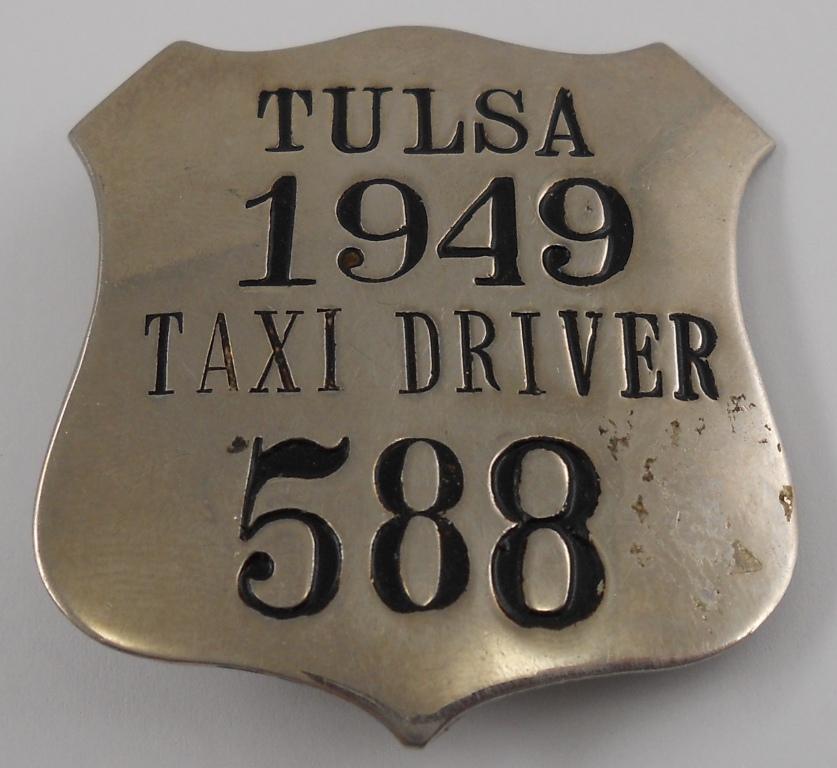 TULSA
1949
TAXI DRIVER
588